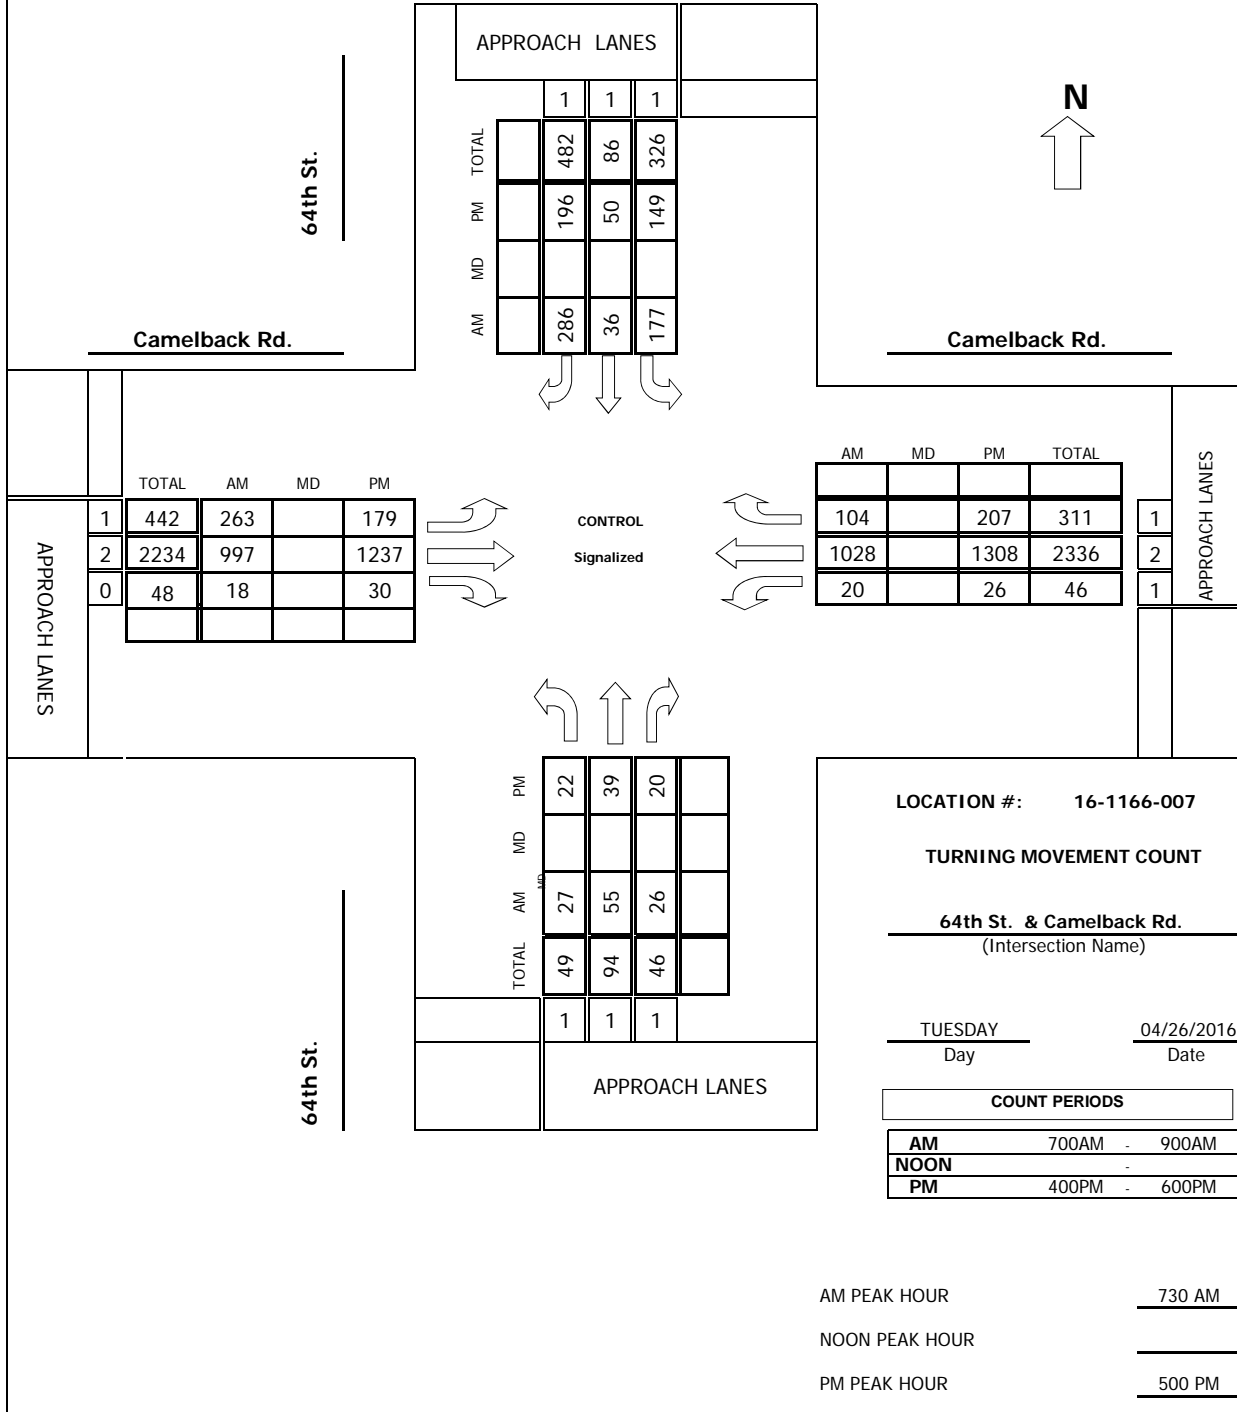 APPROACH LANES
N
1 1 1
TOTAL 482 86 326
64th St.
PM 196 50 149
MD
AM 286 36 177
Camelback Rd.
Camelback Rd.
AM MD PM TOTAL
TOTAL AM MD PM
1 442 263 179
CONTROL
104 207 311 1
2 2234 997 1237
Signalized
1028 1308 2336 2
0 48 18 30
20 26 46 1
APPROACH LANES
APPROACH LANES
PM 22 39 20
MD
MD
AM 27 55 26
TOTAL 49 94 46
1 1 1
APPROACH LANES
64th St.
LOCATION #: 16-1166-007
TURNING MOVEMENT COUNT
64th St. & Camelback Rd.
(Intersection Name)
TUESDAY 04/26/2016
Day Date
COUNT PERIODS
AM 700AM - 900AM
NOON -
PM 400PM - 600PM
AM PEAK HOUR 730 AM
NOON PEAK HOUR
PM PEAK HOUR 500 PM